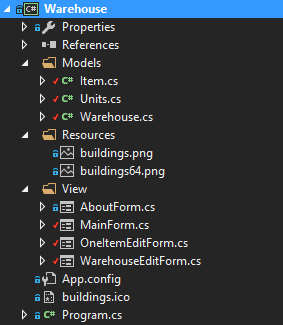 Warehouse
Properties
References
Models
Item.cs
Units.cs
Warehouse.cs
Resources
buildings.png
buildings64.png
View
AboutForm.cs
MainForm.cs
OneItemEditForm.cs
WarehouseEditForm.cs
App.config
buildings.ico
Program.cs